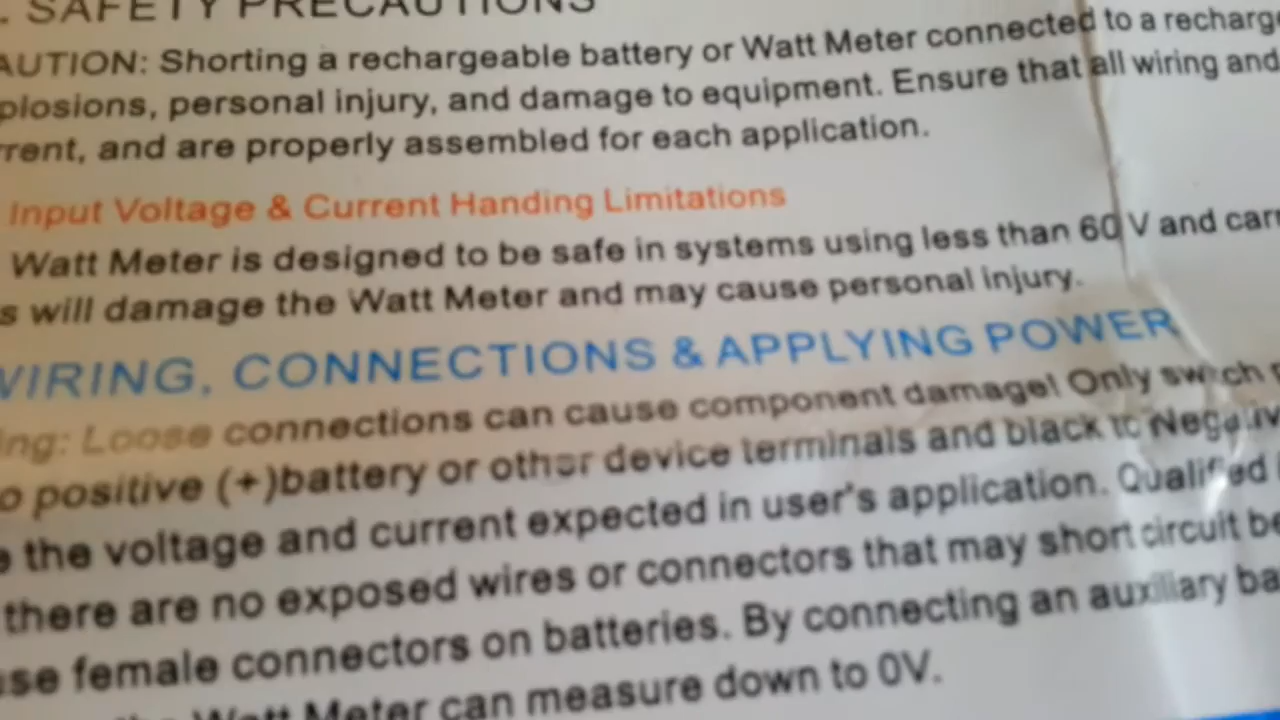 . SAFETY PRECAUTIONS
AUTION: Shorting a rechargeable battery or Watt Meter connected to a recharg
plosions, personal injury, and damage to equipment. Ensure that all wiring and
rrent, and are properly assembled for each application.
Input Voltage & Current Handing Limitations
Watt Meter is designed to be safe in systems using less than 60 V and carr
s will damage the Watt Meter and may cause personal injury.
WIRING, CONNECTIONS & APPLYING POWER
ing: Loose connections can cause component damage! Only switch
o positive (+)battery or other device terminals and black to Negativ
e the voltage and current expected in user's application. Qualified
there are no exposed wires or connectors that may short circuit be
use female connectors on batteries. By connecting an auxiliary ba
the Watt Meter can measure down to 0V.